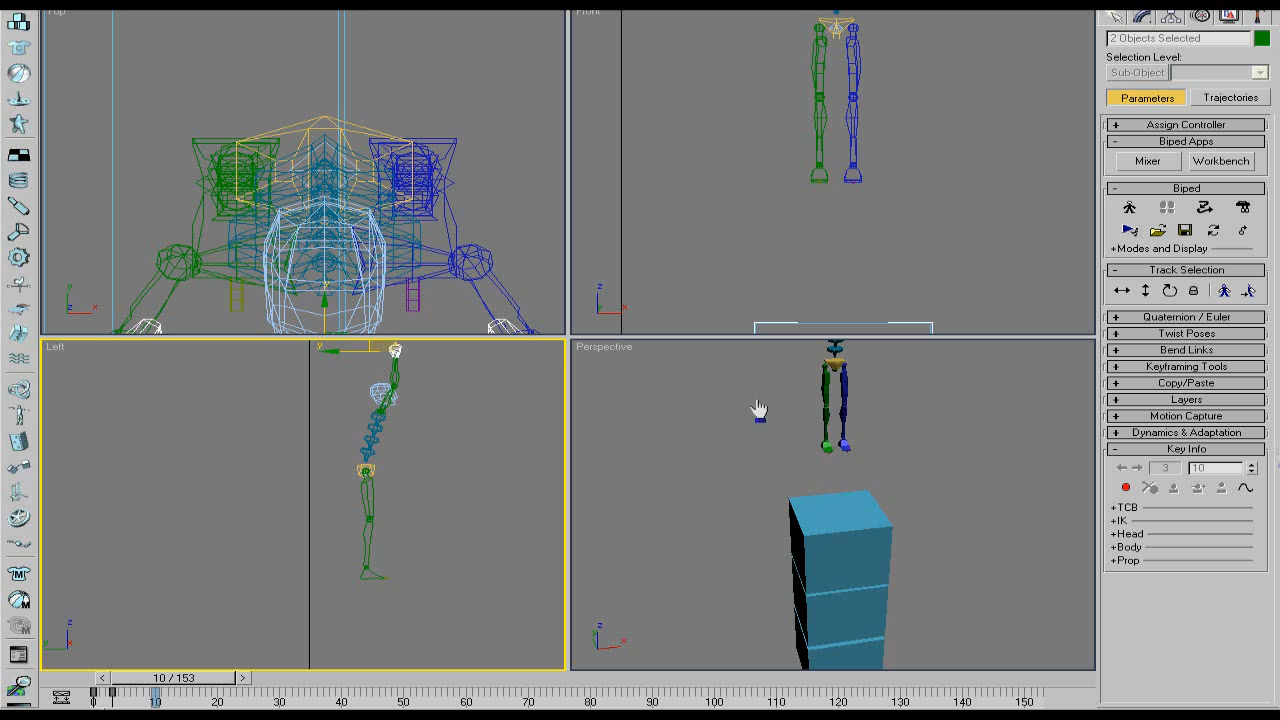 Top
Front
2 Objects Selected
Selection Level:
Sub-Object
Parameters Trajectories
+ Assign Controller
- Biped Apps
Mixer Workbench
- Biped
+Modes and Display
- Track Selection
+ Quaternion / Euler
+ Twist Poses
+ Bend Links
+ Keyframing Tools
+ Copy/Paste
+ Layers
+ Motion Capture
+ Dynamics & Adaptation
- Key Info
3 10
+TCB
+IK
+Head
+Body
+Prop
y
z
x
z
x
Left
y
z
y
x
Perspective
z
y
x
< 10 / 153 >
0 10 20 30 40 50 60 70 80 90 100 110 120 130 140 150